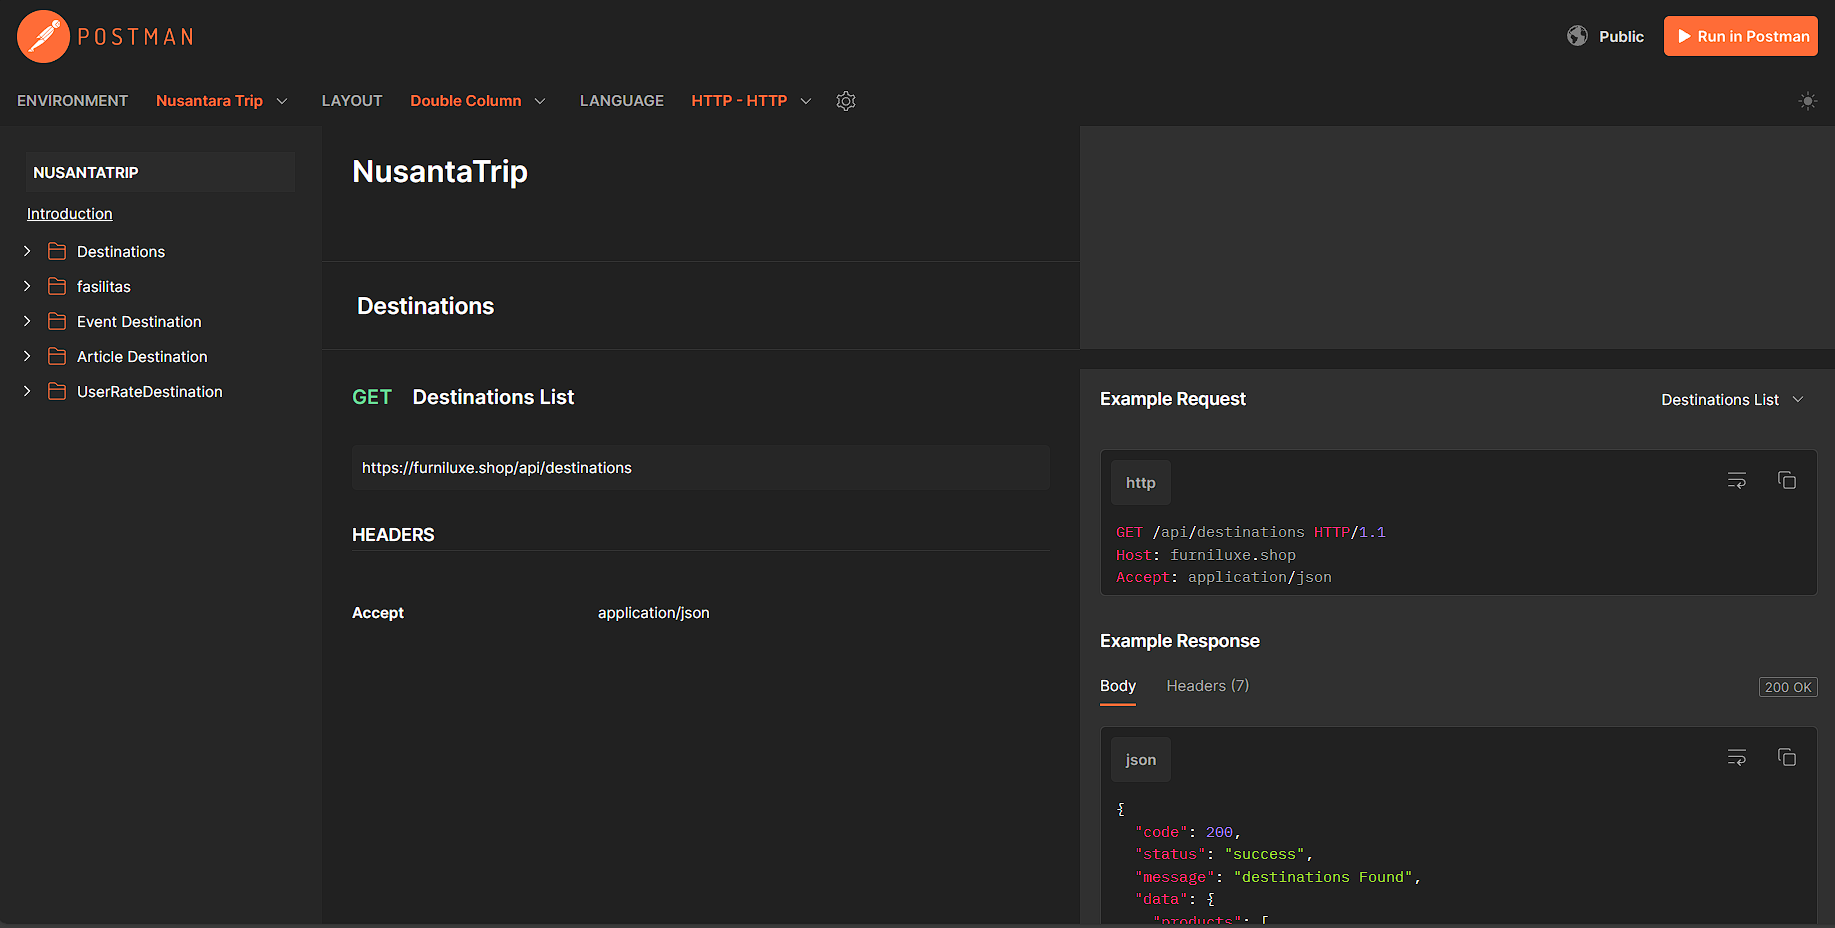 POSTMAN
Public
Run in Postman
ENVIRONMENT
Nusantara Trip
LAYOUT
Double Column
LANGUAGE
HTTP - HTTP
NUSANTATRIP
Introduction
Destinations
fasilitas
Event Destination
Article Destination
UserRateDestination
NusantaTrip
Destinations
GET Destinations List
https://furniluxe.shop/api/destinations
HEADERS
Accept application/json
Example Request
Destinations List
http
GET /api/destinations HTTP/1.1
Host: furniluxe.shop
Accept: application/json
Example Response
Body
Headers (7)
200 OK
json
{
"code": 200,
"status": "success",
"message": "destinations Found",
"data": {
"products": [